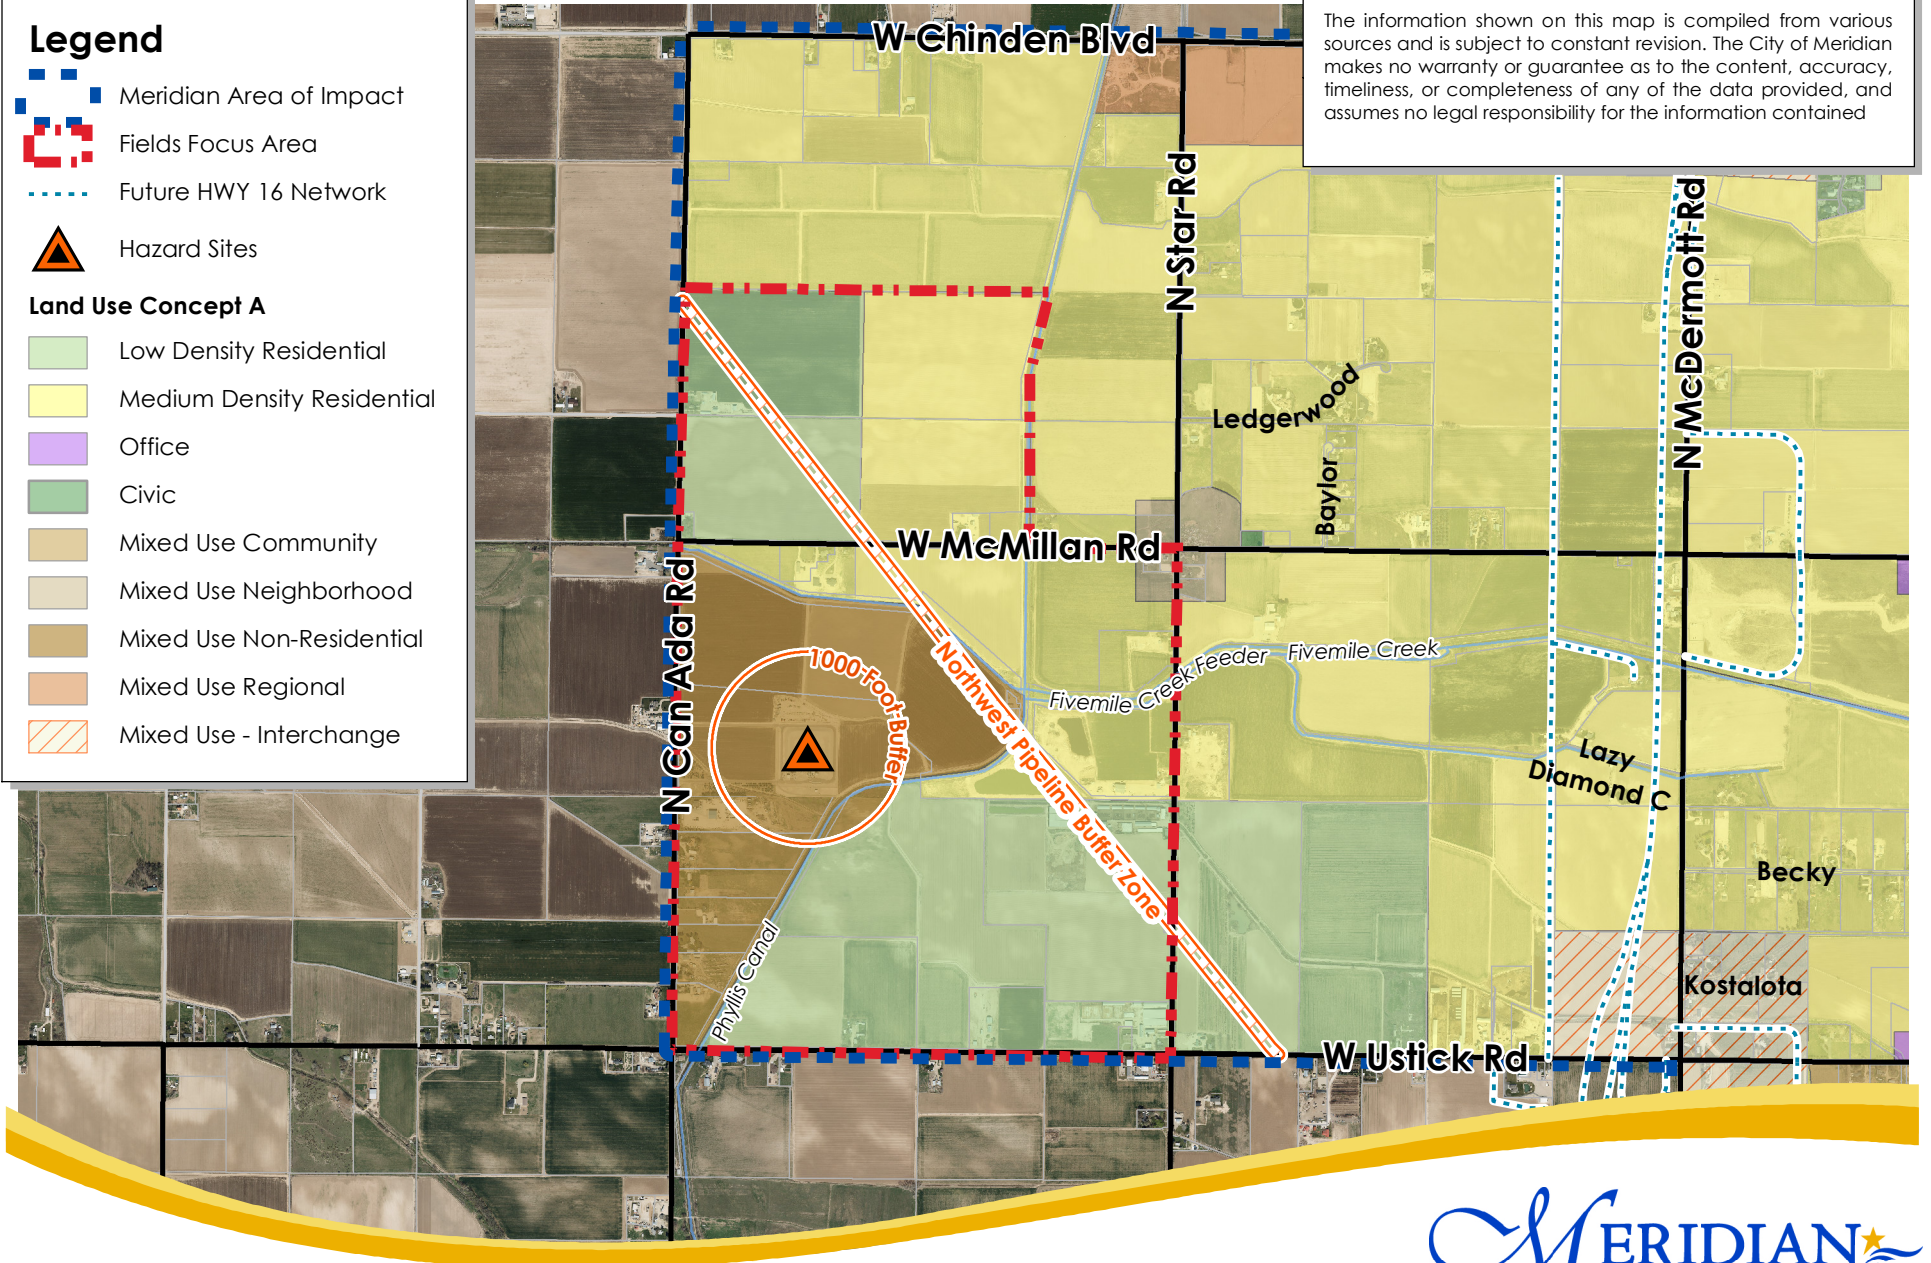 Legend
Meridian Area of Impact
Fields Focus Area
Future HWY 16 Network
Hazard Sites
Land Use Concept A
Low Density Residential
Medium Density Residential
Office
Civic
Mixed Use Community
Mixed Use Neighborhood
Mixed Use Non-Residential
Mixed Use Regional
Mixed Use - Interchange
The information shown on this map is compiled from various
sources and is subject to constant revision. The City of Meridian
makes no warranty or guarantee as to the content, accuracy,
timeliness, or completeness of any of the data provided, and
assumes no legal responsibility for the information contained
W Chinden Blvd
N Star Rd
N McDermott Rd
Ledgerwood
Baylor
W McMillan Rd
N Can Ada Rd
1000 Foot Buffer
Northwest Pipeline Buffer Zone
Fivemile Creek Feeder
Fivemile Creek
Lazy
Diamond C
Becky
Kostalota
Phyllis Canal
W Ustick Rd
MERIDIAN